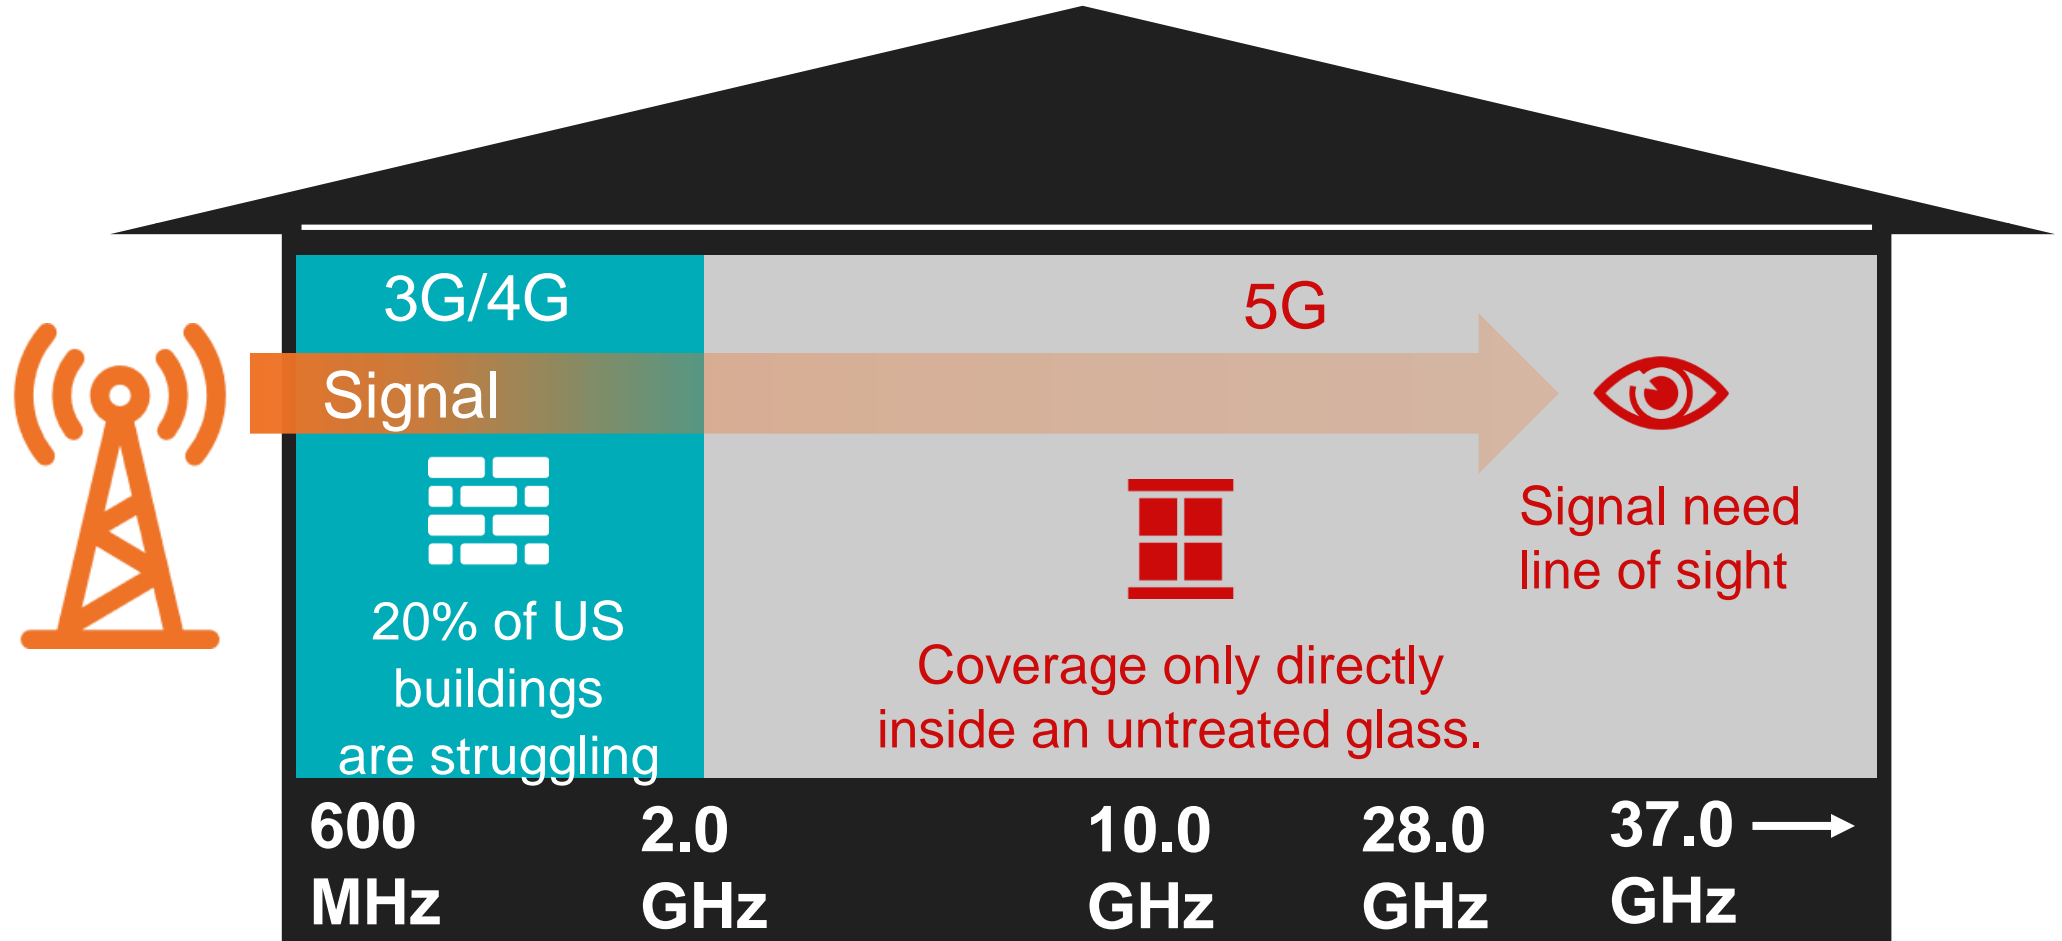 3G/4G
5G
Signal
20% of US
buildings
are struggling
Coverage only directly
inside an untreated glass.
Signal need
line of sight
600
MHz
2.0
GHz
10.0
GHz
28.0
GHz
37.0
GHz